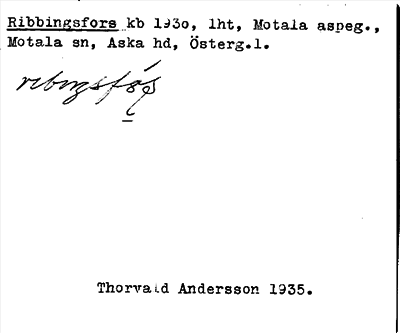 Ribbingsfors kb 1930, lht, Motala aspeg.,
Motala sn, Aska hd, Österg.l.
Thorvald Andersson 1935.